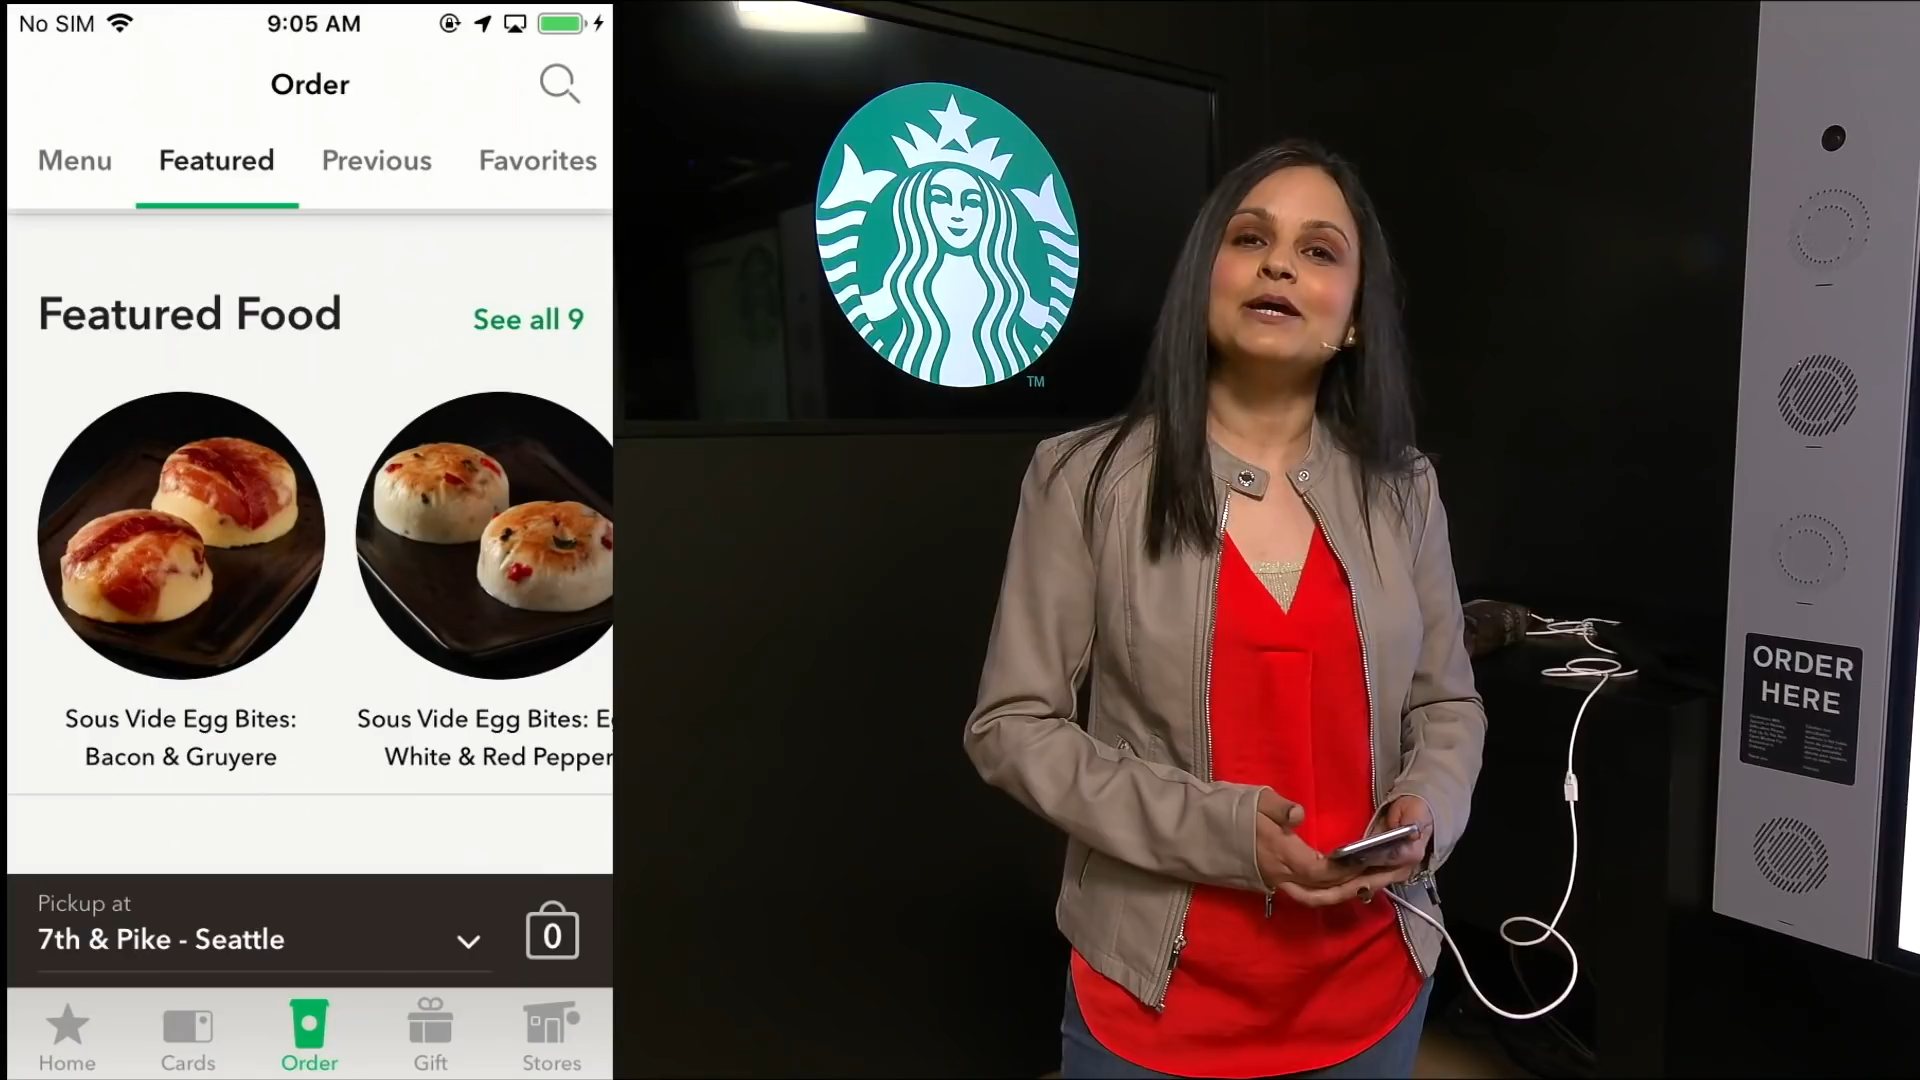 No SIM
9:05 AM
Order
Menu
Featured
Previous
Favorites
Featured Food
See all 9
Sous Vide Egg Bites:
Bacon & Gruyere
Sous Vide Egg Bites: E
White & Red Pepper
Pickup at
7th & Pike - Seattle
0
Home
Cards
Order
Gift
Stores
TM
ORDER
HERE